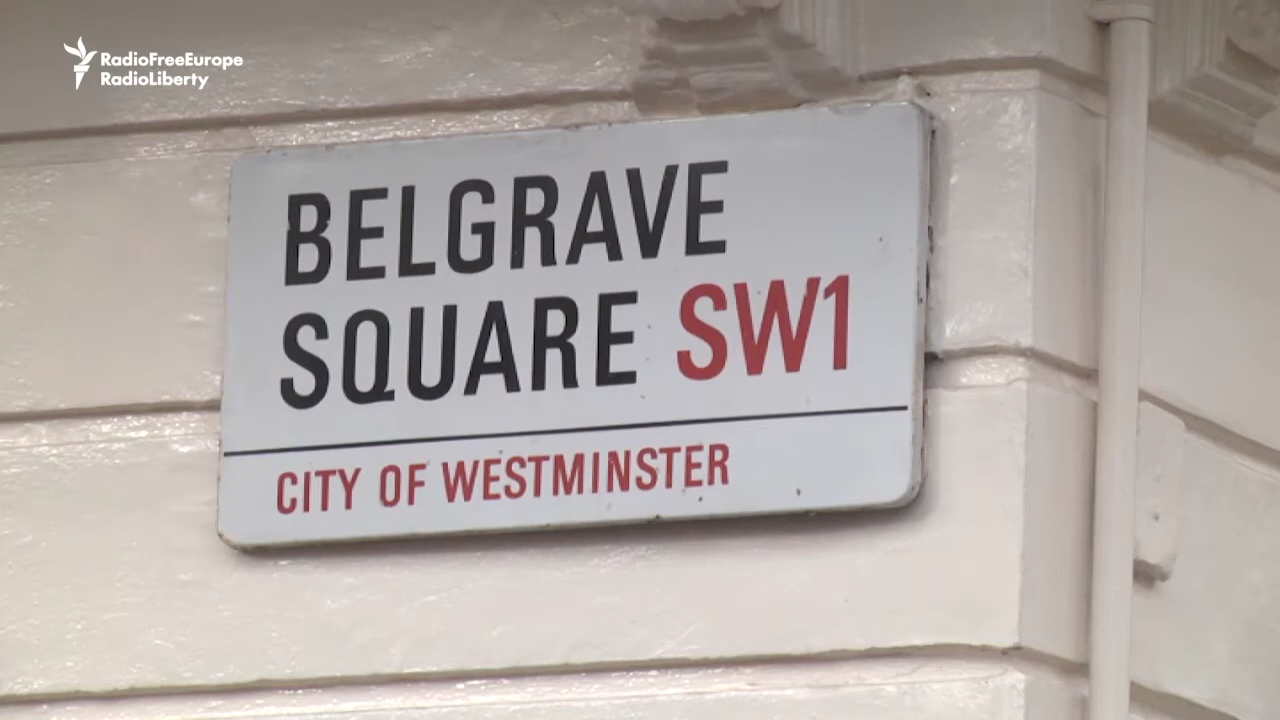 RadioFreeEurope
RadioLiberty
BELGRAVE
SQUARE SW1
CITY OF WESTMINSTER